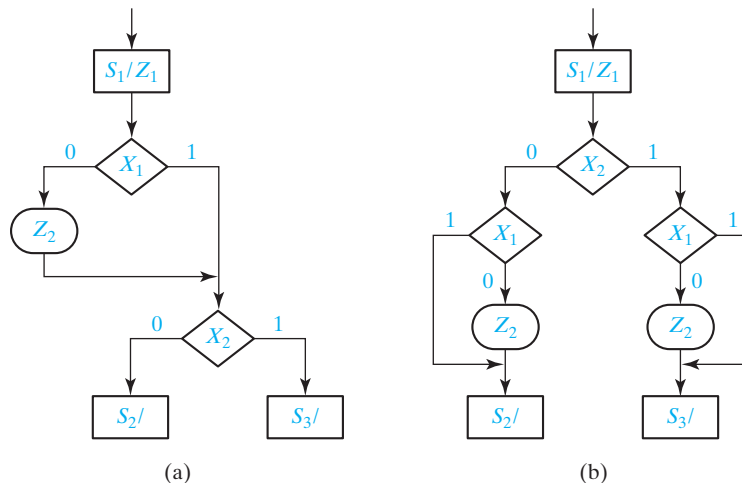 S₁/Z₁
0
X₁
1
Z₂
0
X₂
1
S₂/
S₃/
(a)
S₁/Z₁
0
X₂
1
1
X₁
X₁
1
0
0
Z₂
Z₂
S₂/
S₃/
(b)